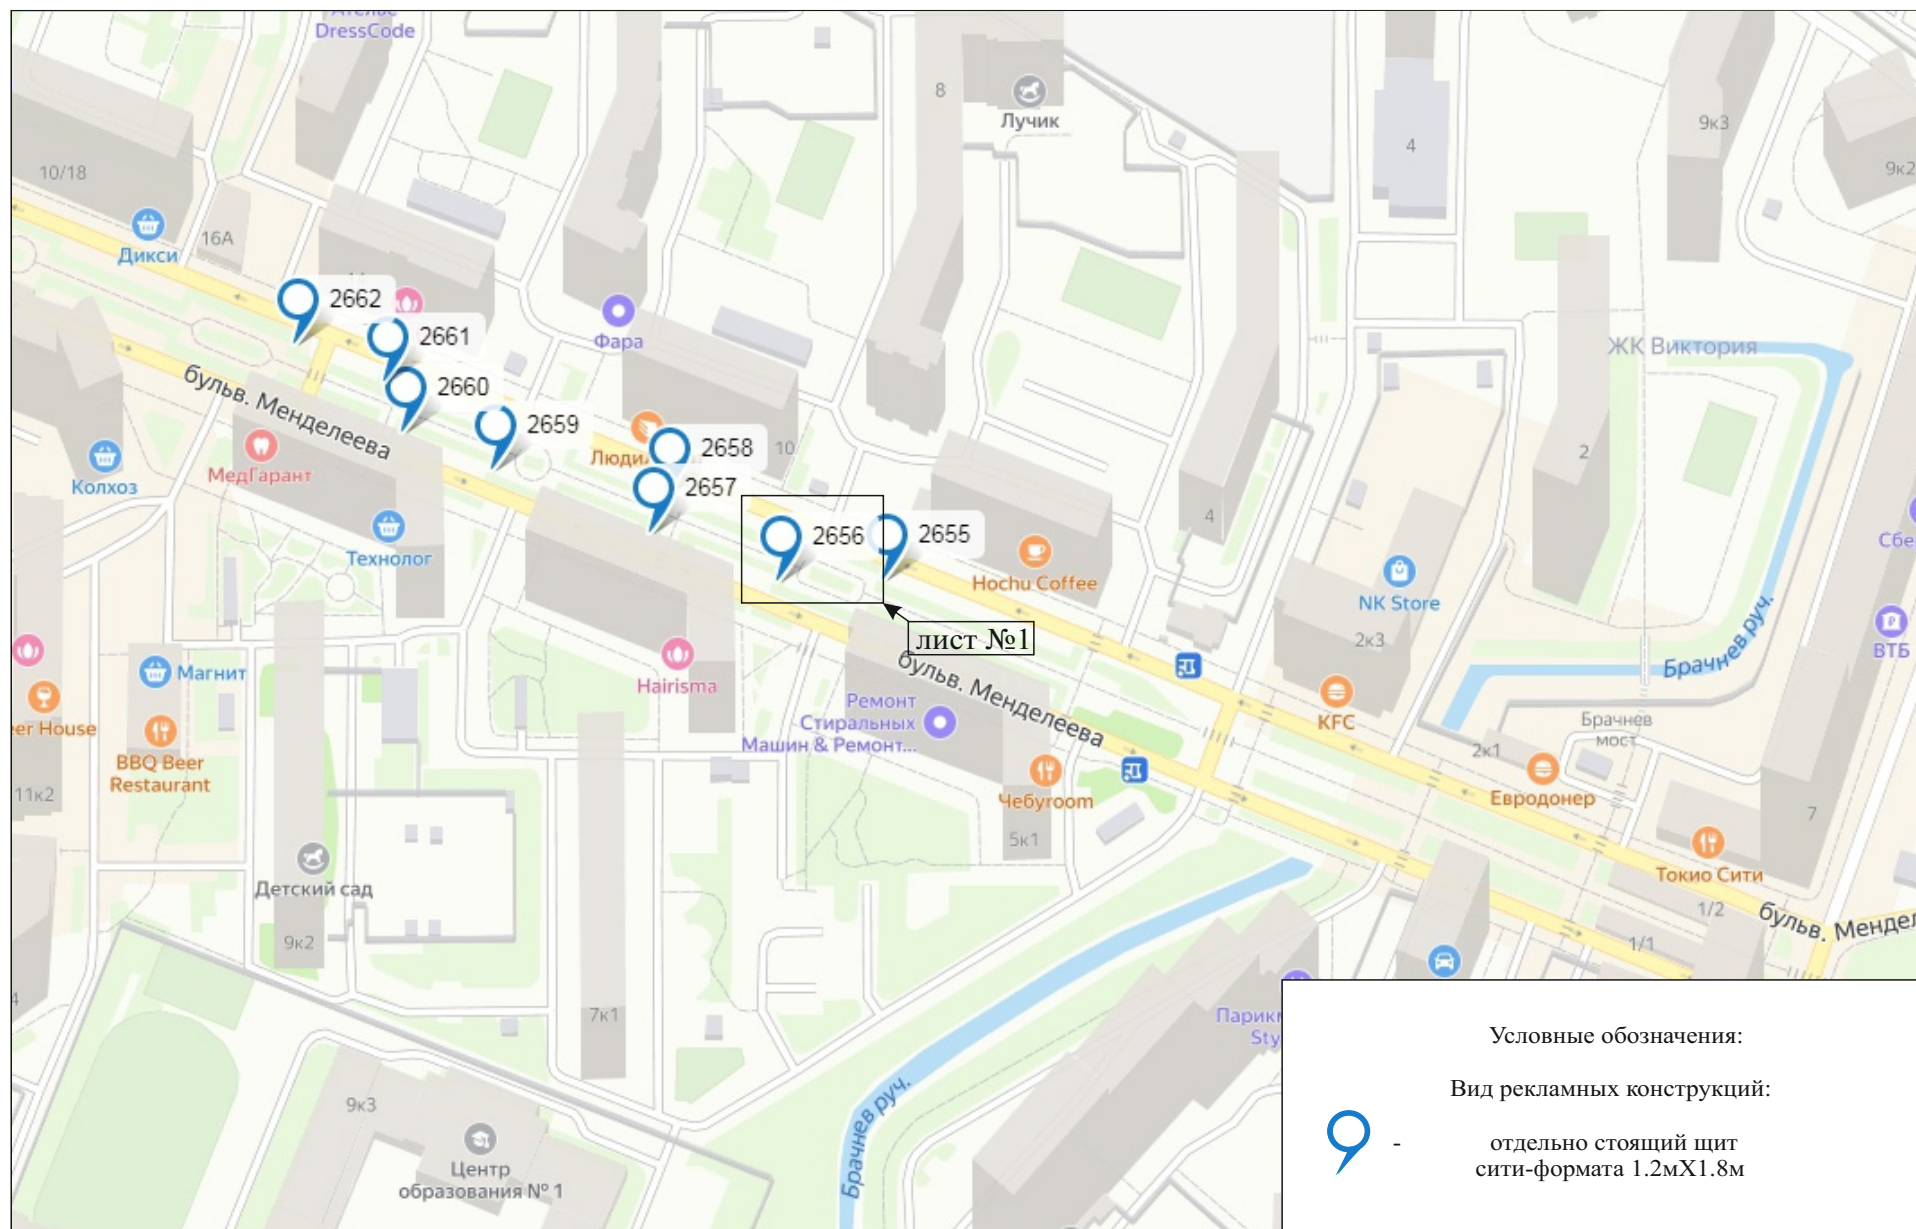 Ателье
DressCode
8
Лучик
4
9к3
9к2
10/18
16А
Дикси
2662
2661
2660
2659
2658
2657
2656
2655
Фара
10
ЖК Виктория
бульв. Менделеева
МедГарант
Колхоз
Технолог
2
4
Hochu Coffee
NK Store
2к3
лист №1
бульв. Менделеева
Брачнев руч.
ВТБ
Магнит
Hairisma
Ремонт
Стиральных
Машин & Ремонт...
KFC
Брачнев
мост
2к1
er House
BBQ Beer
Restaurant
11к2
Чебуroom
5к1
Евродонер
7
Токио Сити
1/2
1/1
бульв. Мендел
Детский сад
9к2
4
7к1
9к3
Центр
образования № 1
Брачнев руч.
Условные обозначения:
Вид рекламных конструкций:
- отдельно стоящий щит
сити-формата 1.2мX1.8м